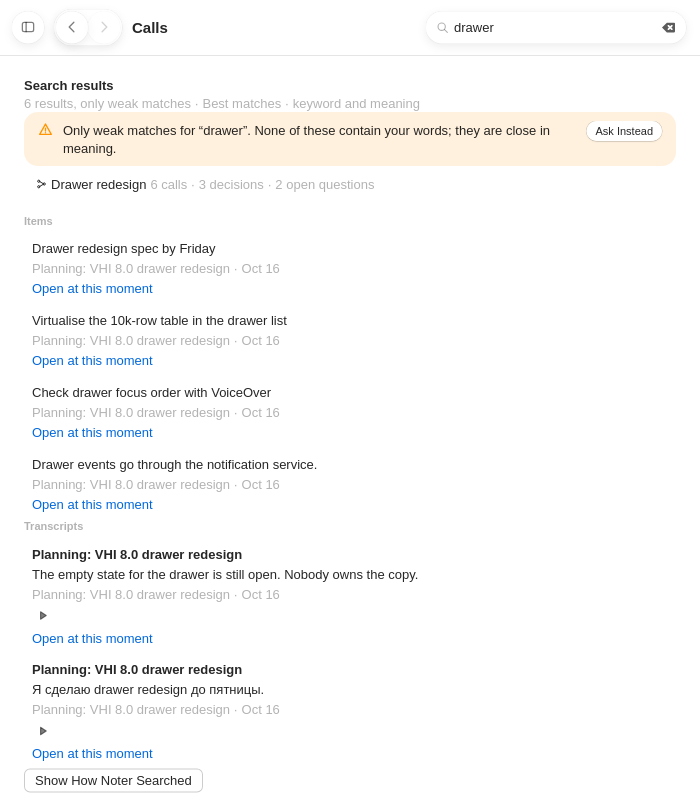 Calls
drawer
Search results
6 results, only weak matches · Best matches · keyword and meaning
Only weak matches for “drawer”. None of these contain your words; they are close in
meaning.
Ask Instead
Drawer redesign 6 calls · 3 decisions · 2 open questions
Items
Drawer redesign spec by Friday
Planning: VHI 8.0 drawer redesign · Oct 16
Open at this moment
Virtualise the 10k-row table in the drawer list
Planning: VHI 8.0 drawer redesign · Oct 16
Open at this moment
Check drawer focus order with VoiceOver
Planning: VHI 8.0 drawer redesign · Oct 16
Open at this moment
Drawer events go through the notification service.
Planning: VHI 8.0 drawer redesign · Oct 16
Open at this moment
Transcripts
Planning: VHI 8.0 drawer redesign
The empty state for the drawer is still open. Nobody owns the copy.
Planning: VHI 8.0 drawer redesign · Oct 16
Open at this moment
Planning: VHI 8.0 drawer redesign
Я сделаю drawer redesign до пятницы.
Planning: VHI 8.0 drawer redesign · Oct 16
Open at this moment
Show How Noter Searched